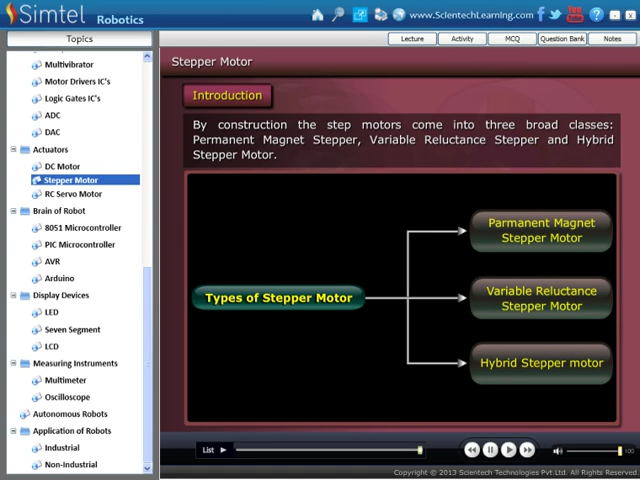 Simtel Robotics
www.ScientechLearning.com
Topics
Lecture
Activity
MCQ
Question Bank
Notes
Multivibrator
Motor Drivers IC's
Logic Gates IC's
ADC
DAC
Actuators
DC Motor
Stepper Motor
RC Servo Motor
Brain of Robot
8051 Microcontroller
PIC Microcontroller
AVR
Arduino
Display Devices
LED
Seven Segment
LCD
Measuring Instruments
Multimeter
Oscilloscope
Autonomous Robots
Application of Robots
Industrial
Non-Industrial
Stepper Motor
Introduction
By construction the step motors come into three broad classes:
Permanent Magnet Stepper, Variable Reluctance Stepper and Hybrid
Stepper Motor.
Types of Stepper Motor
Parmanent Magnet
Stepper Motor
Variable Reluctance
Stepper Motor
Hybrid Stepper motor
List
100
Copyright © 2013 Scientech Technologies Pvt.Ltd. All Rights Reserved.